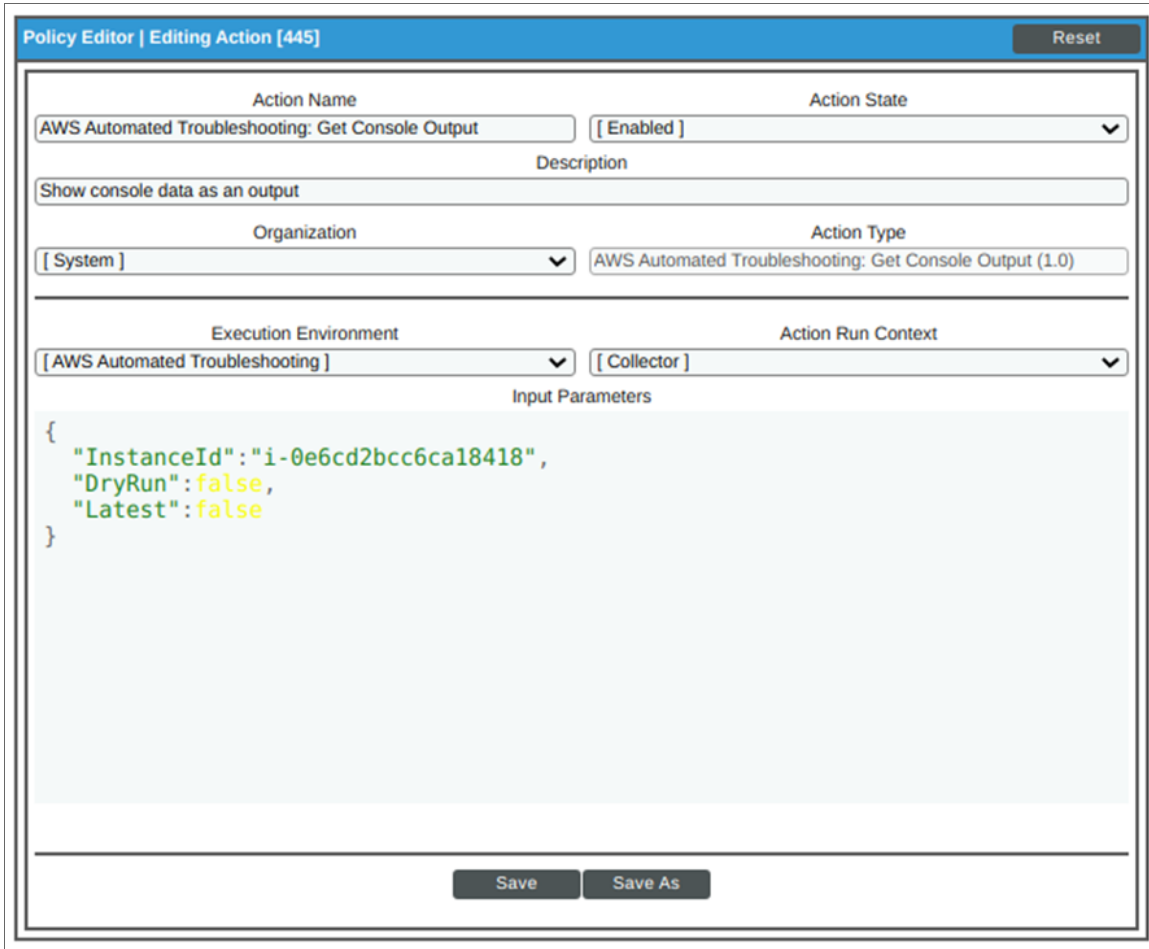 Policy Editor | Editing Action [445]
Reset
Action Name
Action State
AWS Automated Troubleshooting: Get Console Output
[ Enabled ]
Description
Show console data as an output
Organization
Action Type
[ System ]
AWS Automated Troubleshooting: Get Console Output (1.0)
Execution Environment
Action Run Context
[ AWS Automated Troubleshooting ]
[ Collector ]
Input Parameters
{
"InstanceId":"i-0e6cd2bcc6ca18418",
"DryRun":false,
"Latest":false
}
Save
Save As